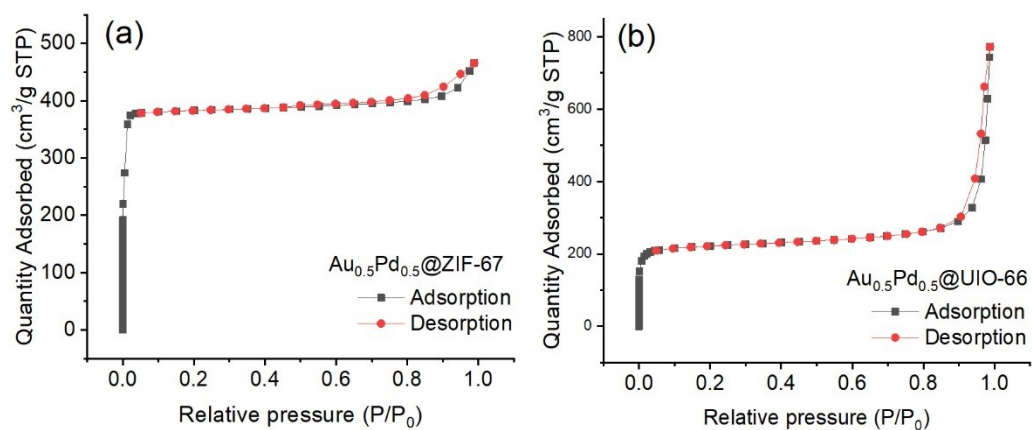 (a)
Quantity Adsorbed (cm³/g STP)
500
400
300
200
100
0
Au₀.₅Pd₀.₅@ZIF-67
Adsorption
Desorption
0.0 0.2 0.4 0.6 0.8 1.0
Relative pressure (P/P₀)
(b)
Quantity Adsorbed (cm³/g STP)
800
600
400
200
0
Au₀.₅Pd₀.₅@UIO-66
Adsorption
Desorption
0.0 0.2 0.4 0.6 0.8 1.0
Relative pressure (P/P₀)